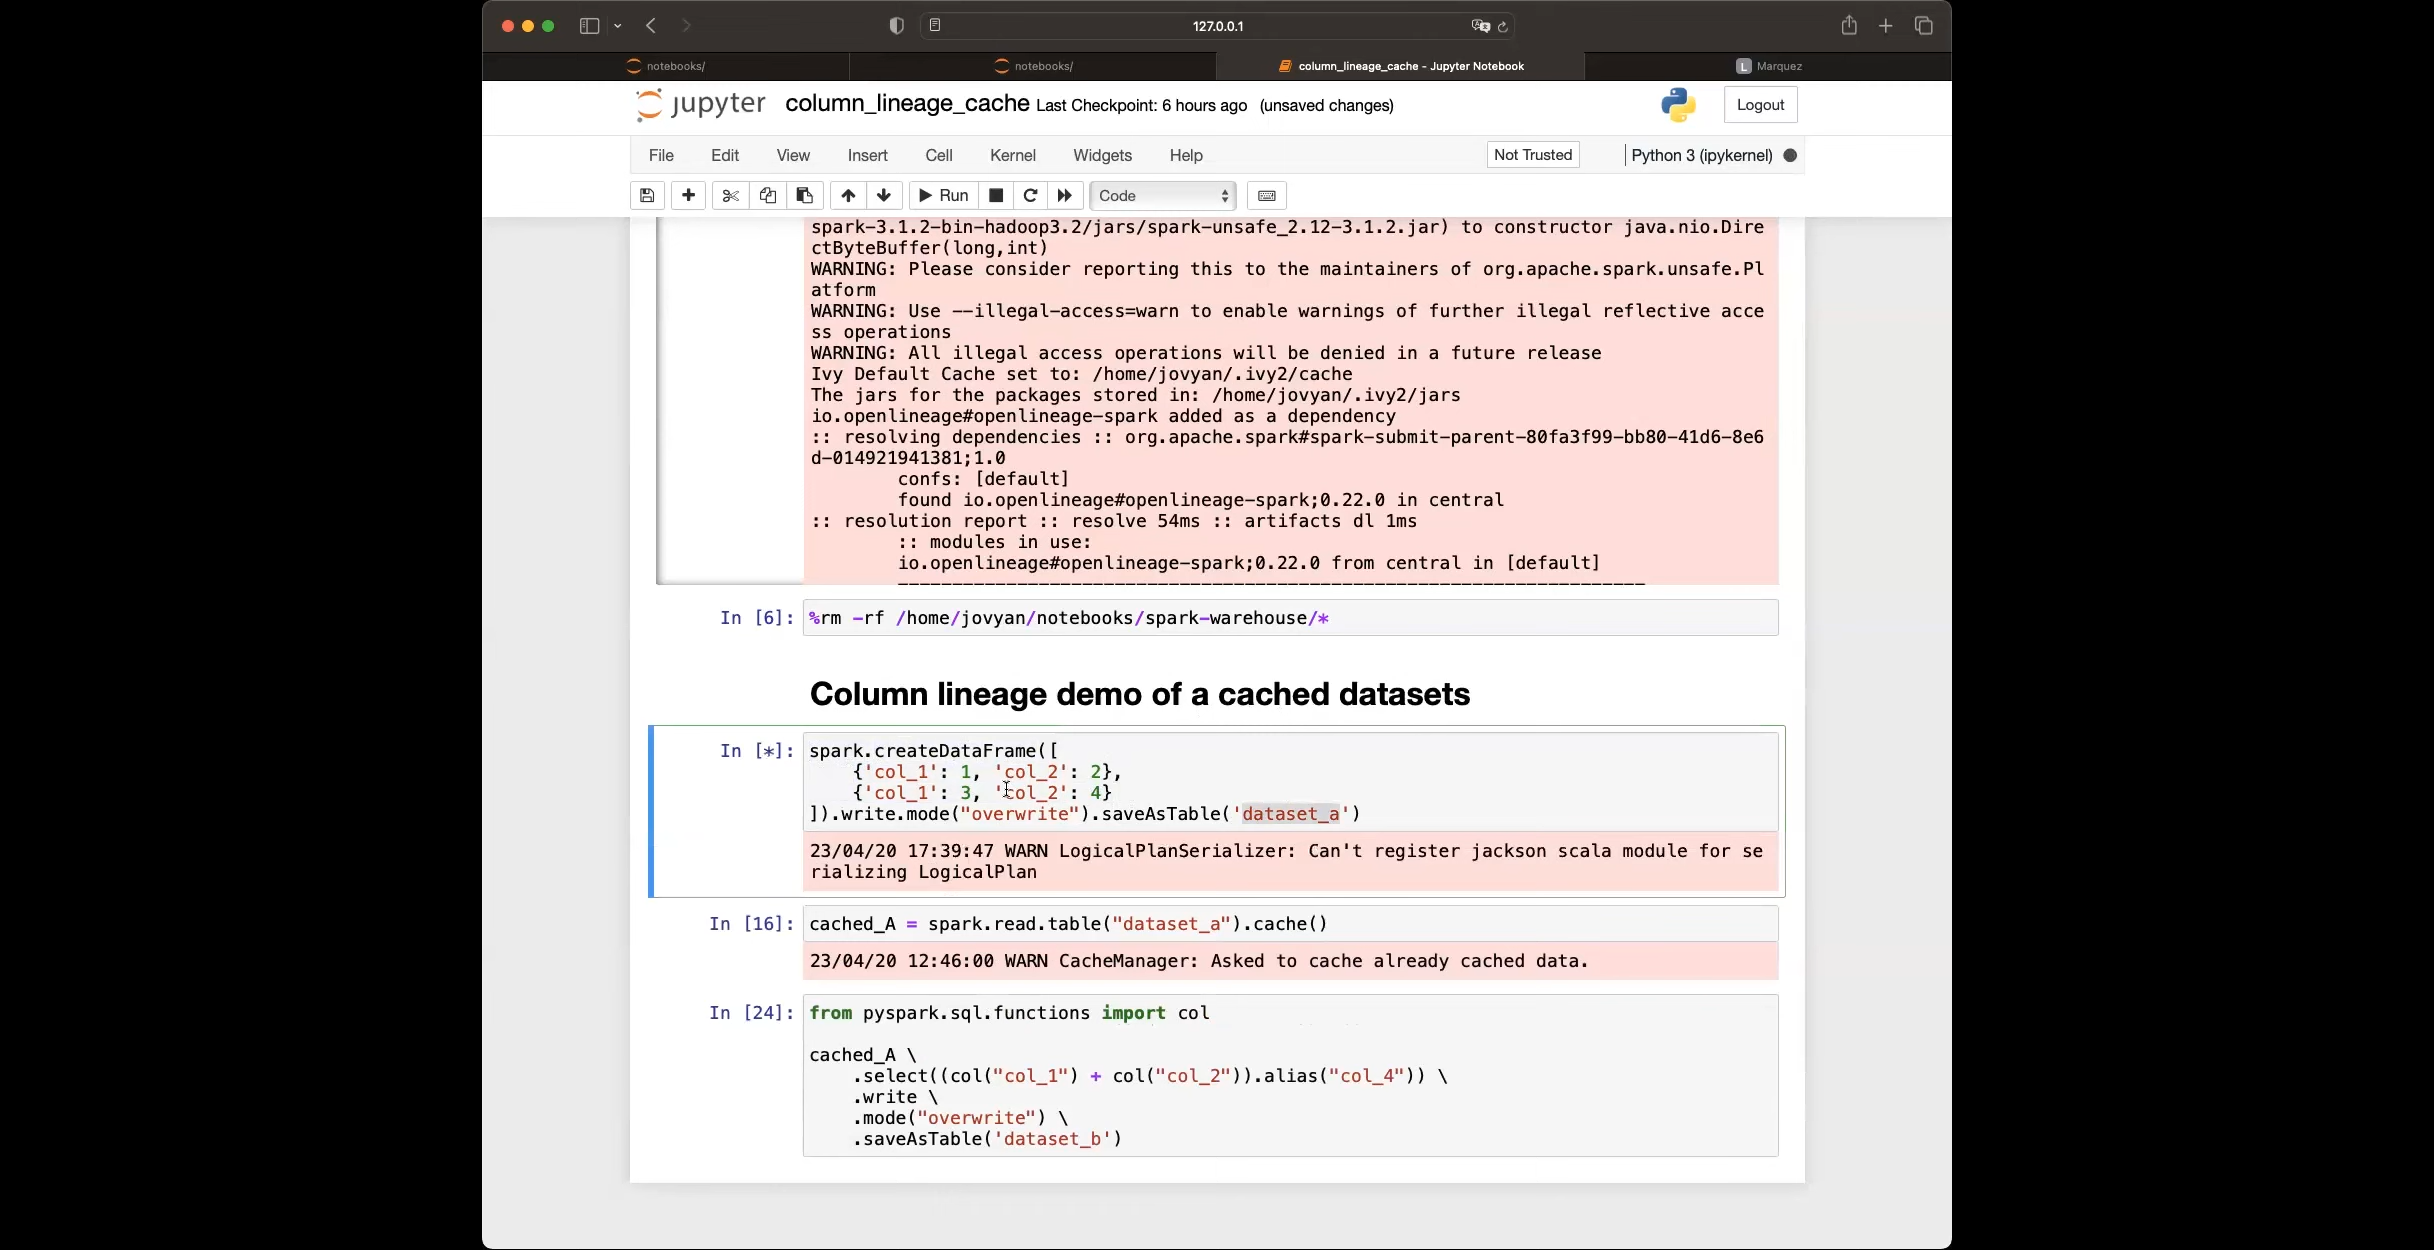 127.0.0.1
notebooks/
notebooks/
column_lineage_cache - Jupyter Notebook
L Marquez
jupyter column_lineage_cache Last Checkpoint: 6 hours ago (unsaved changes)
Logout
File Edit View Insert Cell Kernel Widgets Help
Not Trusted
Python 3 (ipykernel)
Run
Code
spark-3.1.2-bin-hadoop3.2/jars/spark-unsafe_2.12-3.1.2.jar) to constructor java.nio.Dire
ctByteBuffer(long,int)
WARNING: Please consider reporting this to the maintainers of org.apache.spark.unsafe.Pl
atform
WARNING: Use --illegal-access=warn to enable warnings of further illegal reflective acce
ss operations
WARNING: All illegal access operations will be denied in a future release
Ivy Default Cache set to: /home/jovyan/.ivy2/cache
The jars for the packages stored in: /home/jovyan/.ivy2/jars
io.openlineage#openlineage-spark added as a dependency
:: resolving dependencies :: org.apache.spark#spark-submit-parent-80fa3f99-bb80-41d6-8e6
d-014921941381;1.0
confs: [default]
found io.openlineage#openlineage-spark;0.22.0 in central
:: resolution report :: resolve 54ms :: artifacts dl 1ms
:: modules in use:
io.openlineage#openlineage-spark;0.22.0 from central in [default]
In [6]: %rm -rf /home/jovyan/notebooks/spark-warehouse/*
Column lineage demo of a cached datasets
In [*]: spark.createDataFrame([
{'col_1': 1, 'col_2': 2},
{'col_1': 3, 'col_2': 4}
]).write.mode("overwrite").saveAsTable('dataset_a')
23/04/20 17:39:47 WARN LogicalPlanSerializer: Can't register jackson scala module for se
rializing LogicalPlan
In [16]: cached_A = spark.read.table("dataset_a").cache()
23/04/20 12:46:00 WARN CacheManager: Asked to cache already cached data.
In [24]: from pyspark.sql.functions import col
cached_A \
.select((col("col_1") + col("col_2")).alias("col_4")) \
.write \
.mode("overwrite") \
.saveAsTable('dataset_b')